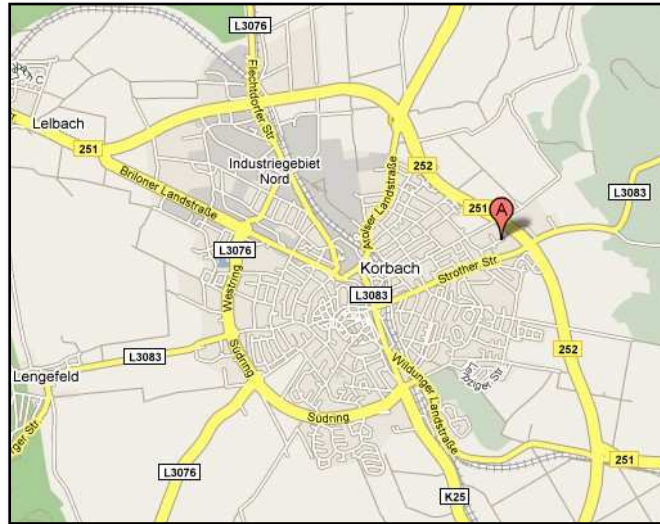 L3076
Flechtdorfer Str
Lelbach
251
252
Industriegebiet
Nord
Briloner Landstraße
Arolser Landstraße
L3083
251
A
L3076
Korbach
Strother Str
L3083
Westring
L3083
252
Lengefeld
Südring
Wildunger Landstraße
Südring
L3076
251
K25